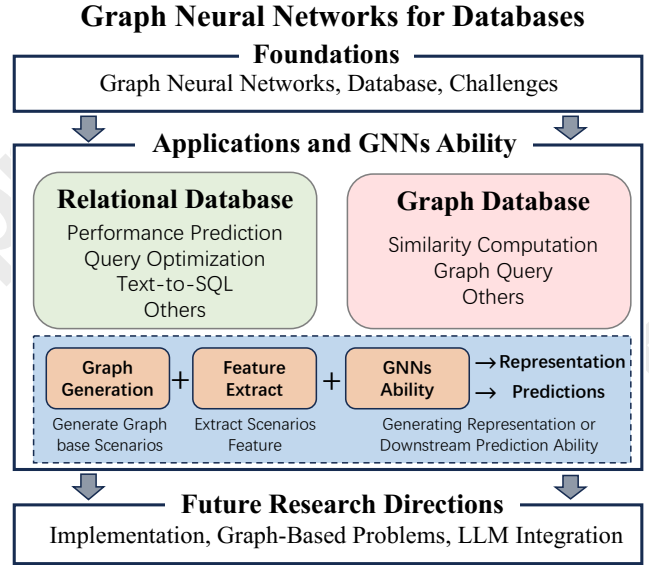 Graph Neural Networks for Databases
Foundations
Graph Neural Networks, Database, Challenges
Applications and GNNs Ability
Relational Database
Performance Prediction
Query Optimization
Text-to-SQL
Others
Graph Database
Similarity Computation
Graph Query
Others
Graph
Generation
+
Feature
Extract
+
GNNs
Ability
→ Representation
→ Predictions
Generate Graph
base Scenarios
Extract Scenarios
Feature
Generating Representation or
Downstream Prediction Ability
Future Research Directions
Implementation, Graph-Based Problems, LLM Integration